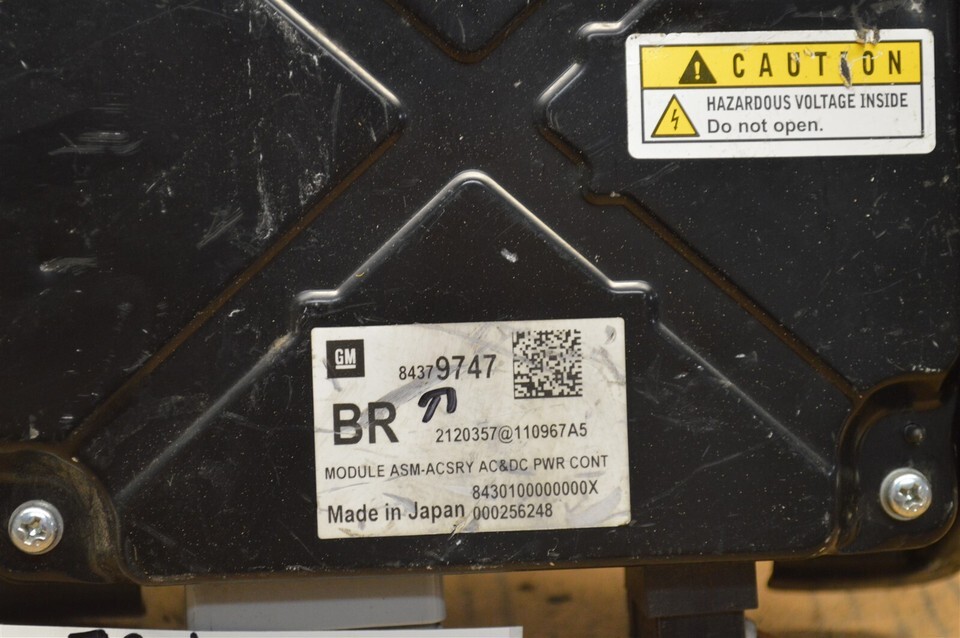 CAUTION
HAZARDOUS VOLTAGE INSIDE
Do not open.
GM
84379747
BR
2120357@110967A5
MODULE ASM-ACSRY AC&DC PWR CONT
8430100000000X
Made in Japan 000256248